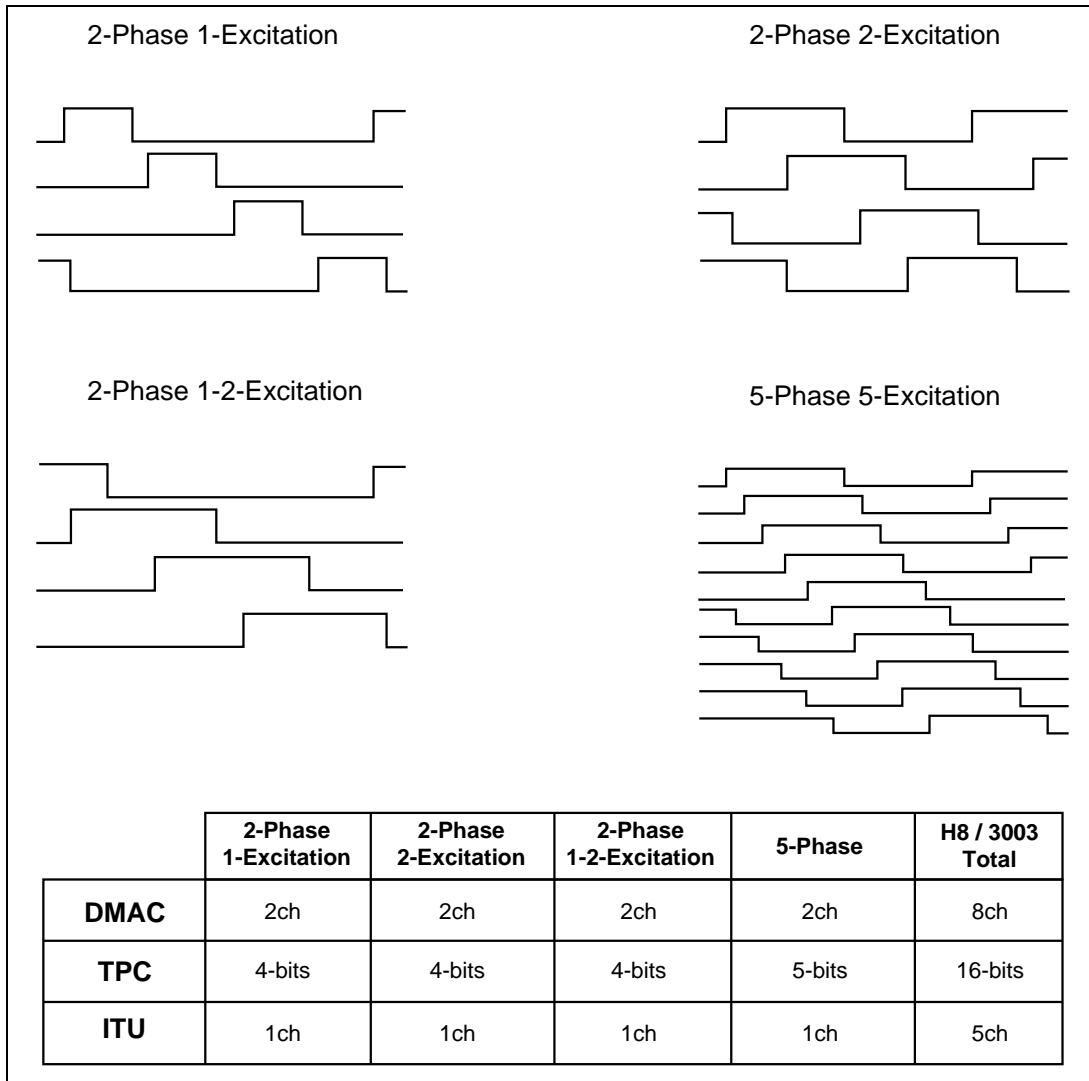 2-Phase 1-Excitation
2-Phase 2-Excitation
2-Phase 1-2-Excitation
5-Phase 5-Excitation
2-Phase
1-Excitation
2-Phase
2-Excitation
2-Phase
1-2-Excitation
5-Phase
H8 / 3003
Total
DMAC 2ch 2ch 2ch 2ch 8ch
TPC 4-bits 4-bits 4-bits 5-bits 16-bits
ITU 1ch 1ch 1ch 1ch 5ch